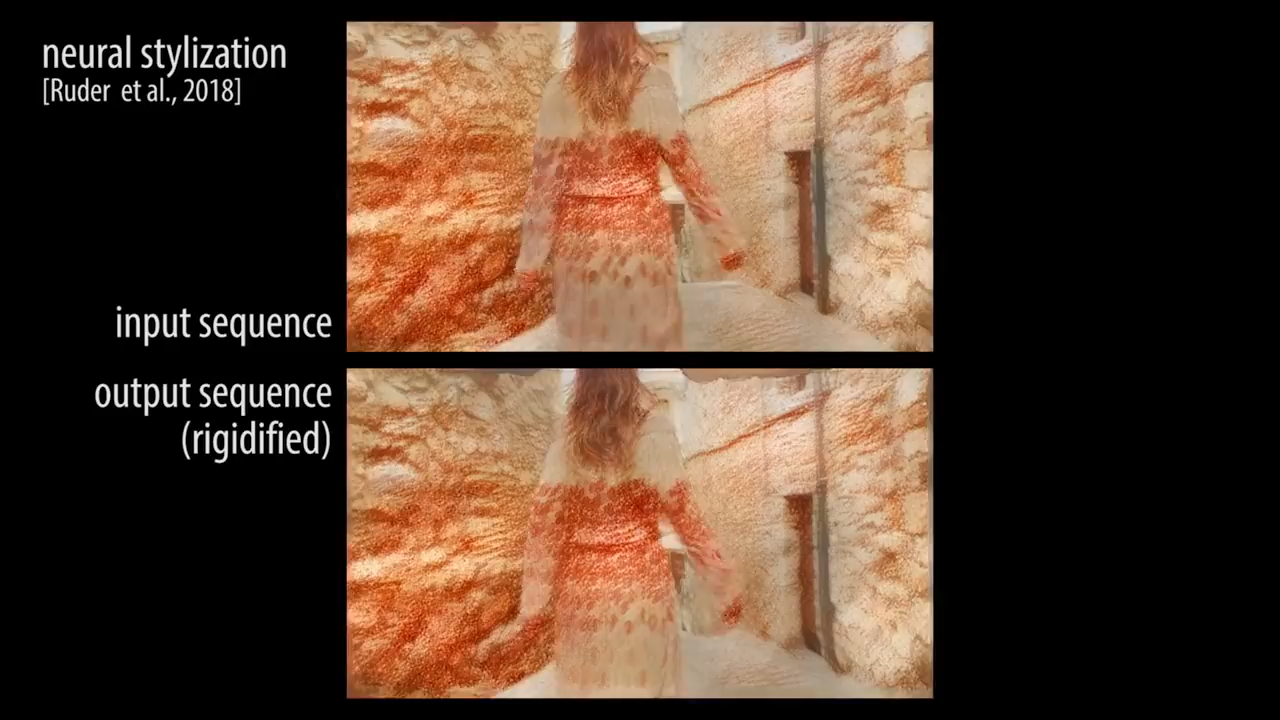 neural stylization
[Ruder et al., 2018]
input sequence
output sequence
(rigidified)